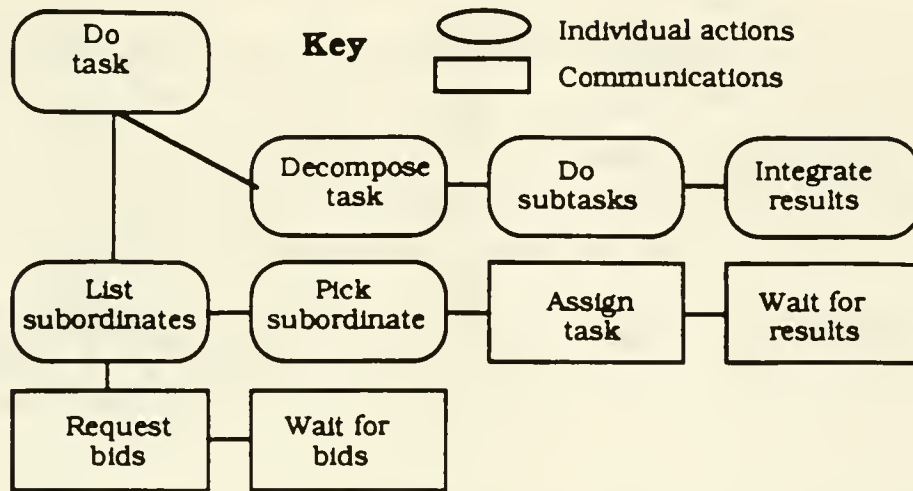 Do
task
Key
Individual actions
Communications
Decompose
task
Do
subtasks
Integrate
results
List
subordinates
Pick
subordinate
Assign
task
Wait for
results
Request
bids
Wait for
bids